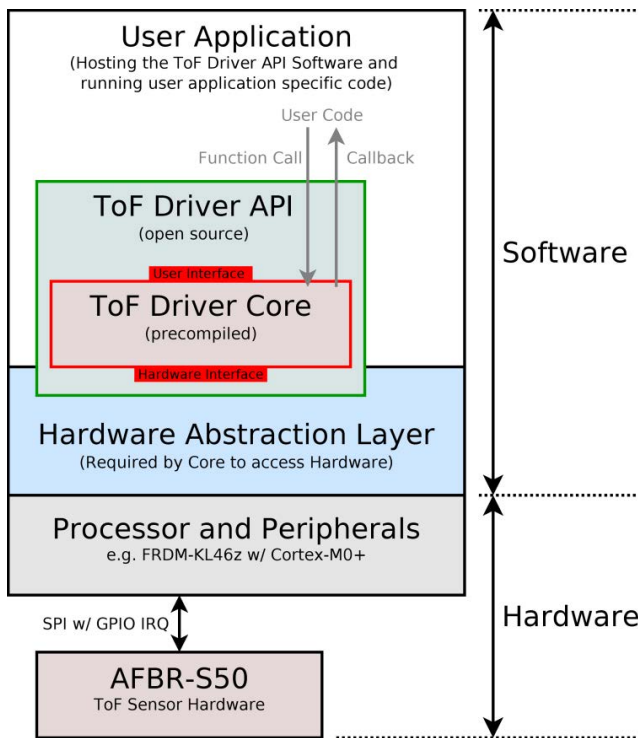 User Application
(Hosting the ToF Driver API Software and
running user application specific code)
User Code
Function Call
Callback
ToF Driver API
(open source)
User Interface
ToF Driver Core
(precompiled)
Hardware Interface
Hardware Abstraction Layer
(Required by Core to access Hardware)
Processor and Peripherals
e.g. FRDM-KL46z w/ Cortex-M0+
SPI w/ GPIO IRQ
AFBR-S50
ToF Sensor Hardware
Software
Hardware